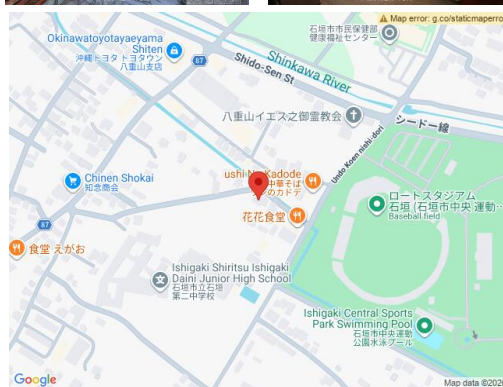 Map error: g.co/staticmaperro
石垣市市民保健部
健康福祉センター
Okinawatoyotayaeyama
Shiten
沖縄トヨタ トヨタウン
八重山支店
87
Shinkawa River
Shido-Sen St
八重山イエス之御霊教会
シードー線
87
Undo Koen nishi-dori
Chinen Shokai
知念商会
ushi No Kadode
中華そば
のカドデ
ロートスタジアム
石垣 (石垣市中央 運動…
Baseball field
花花食堂
87
食堂 えがお
Ishigaki Shiritsu Ishigaki
Daini Junior High School
石垣市立石垣
第二中学校
Ishigaki Central Sports
Park Swimming Pool
石垣市中央運動
公園水泳プール
Google
Map data ©202